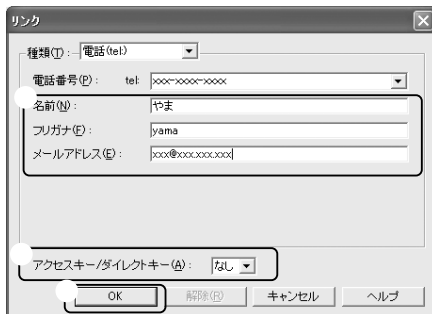 リンク
種類(T): 電話(tel:)
電話番号(P): tel: xxx-xxxx-xxxx
名前(N): やま
フリガナ(F): yama
メールアドレス(E): xxx@xxx.xxx.xxx
アクセスキー/ダイレクトキー(A): なし
OK 解除(R) キャンセル ヘルプ